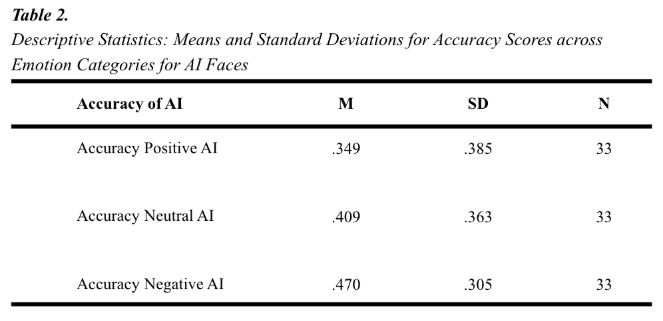 Table 2.
Descriptive Statistics: Means and Standard Deviations for Accuracy Scores across
Emotion Categories for AI Faces
Accuracy of AI M SD N
Accuracy Positive AI .349 .385 33
Accuracy Neutral AI .409 .363 33
Accuracy Negative AI .470 .305 33